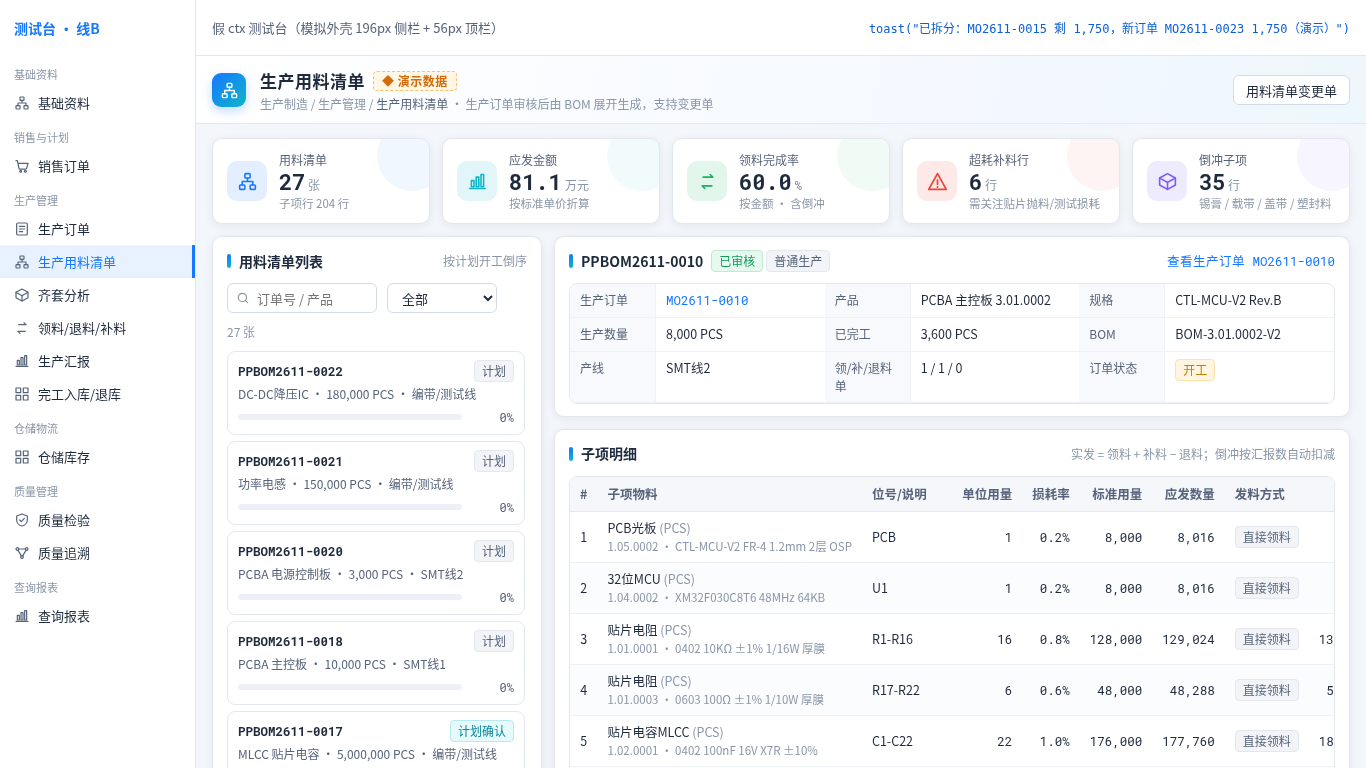 测试台 · 线B
基础资料
基础资料
销售与计划
销售订单
生产管理
生产订单
生产用料清单
齐套分析
领料/退料/补料
生产汇报
完工入库/退库
仓储物流
仓储库存
质量管理
质量检验
质量追溯
查询报表
查询报表
假 ctx 测试台（模拟外壳 196px 侧栏 + 56px 顶栏）
toast("已拆分: MO2611-0015 剩 1,750, 新订单 MO2611-0023 1,750（演示）")
生产用料清单 ◆ 演示数据
生产制造 / 生产管理 / 生产用料清单 · 生产订单审核后由 BOM 展开生成，支持变更单
用料清单变更单
用料清单
27 张
子项行 204 行
应发金额
81.1 万元
按标准单价折算
领料完成率
60.0 %
按金额 · 含倒冲
超耗补料行
6 行
需关注贴片抛料/测试损耗
倒冲子项
35 行
锡膏 / 载带 / 盖带 / 塑封料
用料清单列表 按计划开工倒序
订单号 / 产品 全部
27 张
PPBOM2611-0022 计划
DC-DC降压IC · 180,000 PCS · 编带/测试线
0%
PPBOM2611-0021 计划
功率电感 · 150,000 PCS · 编带/测试线
0%
PPBOM2611-0020 计划
PCBA 电源控制板 · 3,000 PCS · SMT线2
0%
PPBOM2611-0018 计划
PCBA 主控板 · 10,000 PCS · SMT线1
0%
PPBOM2611-0017 计划确认
MLCC 贴片电容 · 5,000,000 PCS · 编带/测试线
PPBOM2611-0010 已审核 普通生产 查看生产订单 MO2611-0010
生产订单 MO2611-0010 产品 PCBA 主控板 3.01.0002 规格 CTL-MCU-V2 Rev.B
生产数量 8,000 PCS 已完工 3,600 PCS BOM BOM-3.01.0002-V2
产线 SMT线2 领/补/退料单 1 / 1 / 0 订单状态 开工
子项明细 实发 = 领料 + 补料 − 退料；倒冲按汇报数自动扣减
# 子项物料 位号/说明 单位用量 损耗率 标准用量 应发数量 发料方式
1 PCB光板 (PCS) PCB 1 0.2% 8,000 8,016 直接领料
1.05.0002 · CTL-MCU-V2 FR-4 1.2mm 2层 OSP
2 32位MCU (PCS) U1 1 0.2% 8,000 8,016 直接领料
1.04.0002 · XM32F030C8T6 48MHz 64KB
3 贴片电阻 (PCS) R1-R16 16 0.8% 128,000 129,024 直接领料 13
1.01.0001 · 0402 10KΩ ±1% 1/16W 厚膜
4 贴片电阻 (PCS) R17-R22 6 0.6% 48,000 48,288 直接领料 5
1.01.0003 · 0603 100Ω ±1% 1/10W 厚膜
5 贴片电容MLCC (PCS) C1-C22 22 1.0% 176,000 177,760 直接领料 18
1.02.0001 · 0402 100nF 16V X7R ±10%